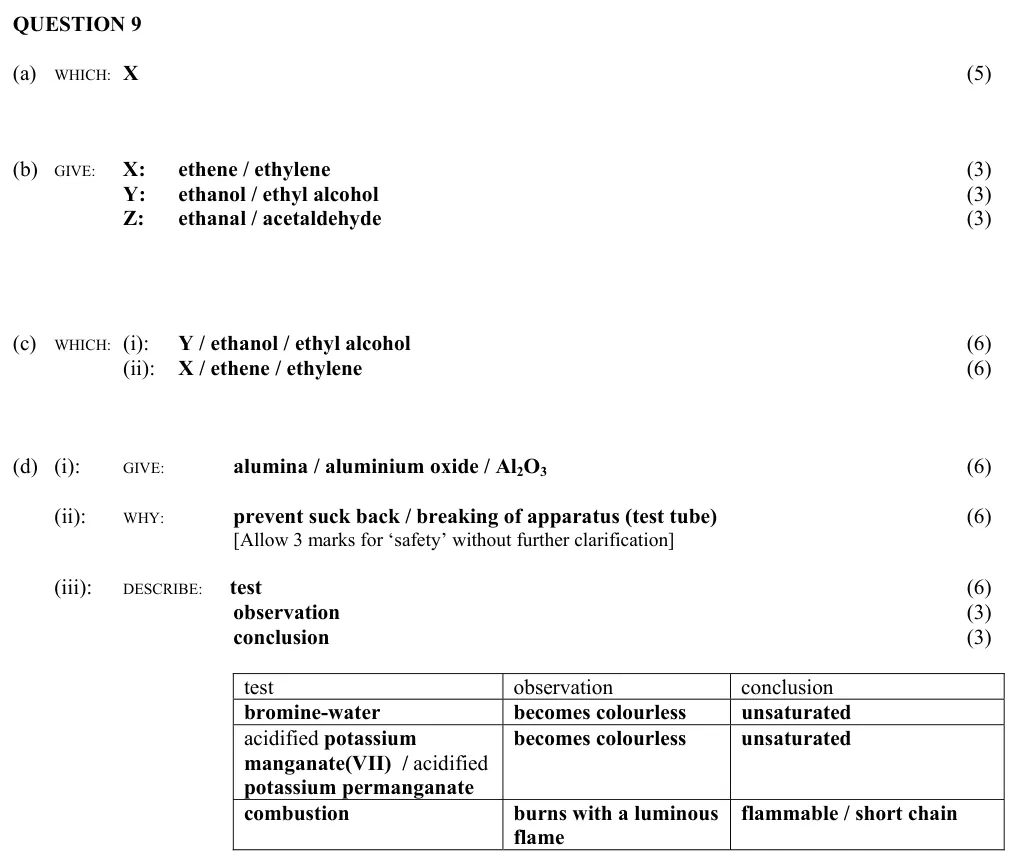 QUESTION 9
(a) WHICH: X (5)
(b) GIVE: X: ethene / ethylene (3)
Y: ethanol / ethyl alcohol (3)
Z: ethanal / acetaldehyde (3)
(c) WHICH: (i): Y / ethanol / ethyl alcohol (6)
(ii): X / ethene / ethylene (6)
(d) (i): GIVE: alumina / aluminium oxide / Al₂O₃ (6)
(ii): WHY: prevent suck back / breaking of apparatus (test tube) (6)
[Allow 3 marks for ‘safety’ without further clarification]
(iii): DESCRIBE: test (6)
observation (3)
conclusion (3)
test observation conclusion
bromine-water becomes colourless unsaturated
acidified potassium becomes colourless unsaturated
manganate(VII) / acidified
potassium permanganate
combustion burns with a luminous flammable / short chain
flame